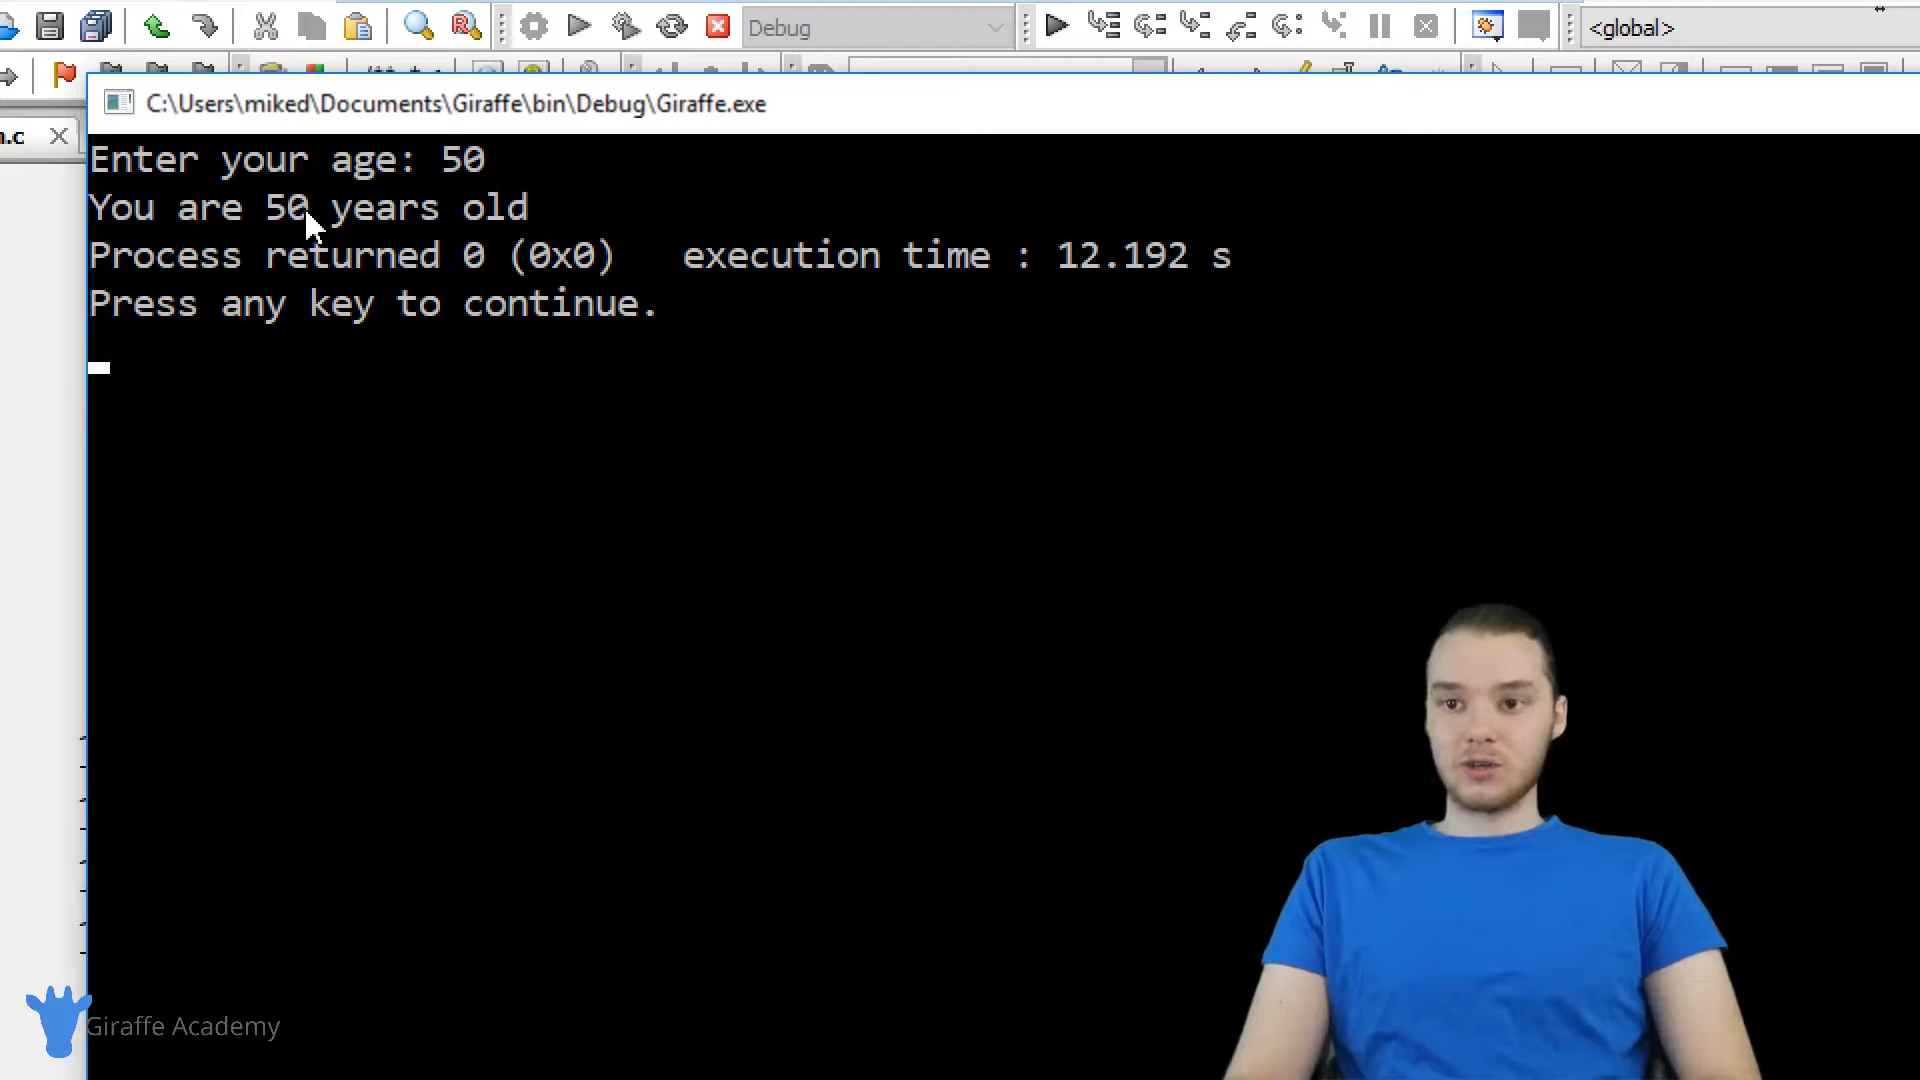 Debug
<global>
C:\Users\miked\Documents\Giraffe\bin\Debug\Giraffe.exe
.c
Enter your age: 50
You are 50 years old
Process returned 0 (0x0)   execution time : 12.192 s
Press any key to continue.
Giraffe Academy